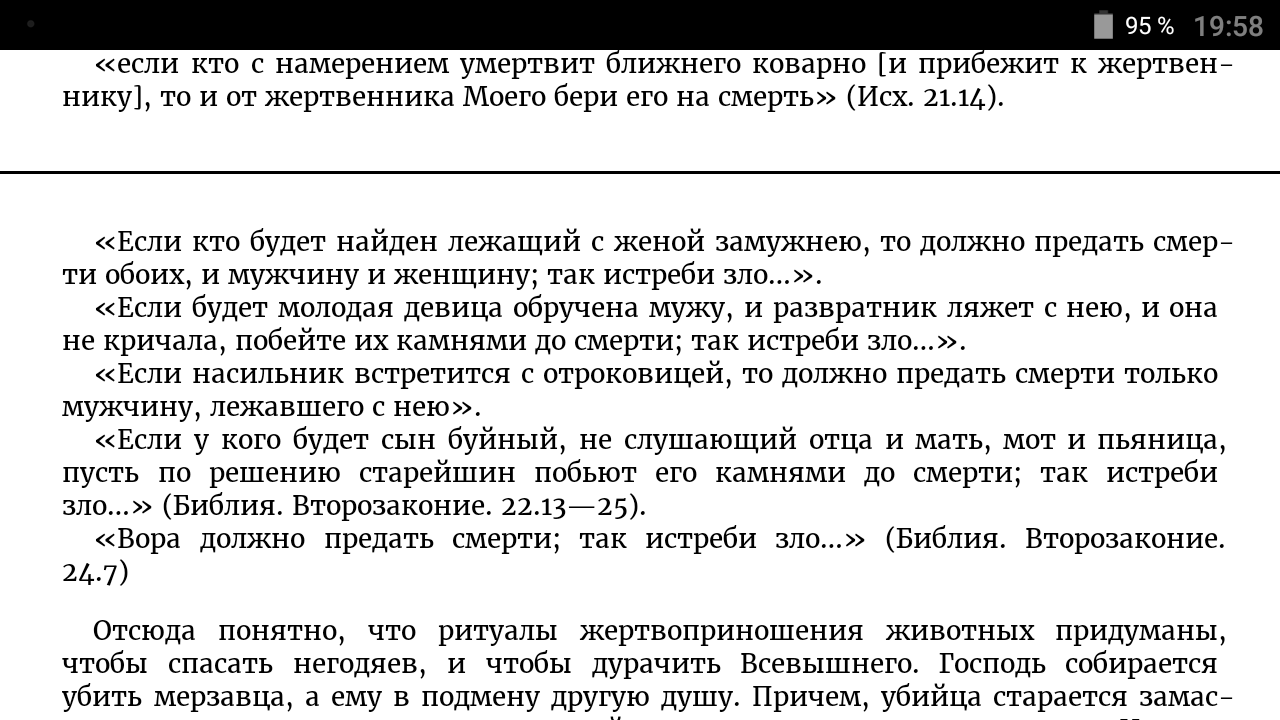 95 % 19:58
«если кто с намерением умертвит ближнего коварно [и прибежит к жертвен-
нику], то и от жертвенника Моего бери его на смерть» (Исх. 21.14).
«Если кто будет найден лежащий с женой замужнею, то должно предать смер-
ти обоих, и мужчину и женщину; так истреби зло...».
«Если будет молодая девица обручена мужу, и развратник ляжет с нею, и она
не кричала, побейте их камнями до смерти; так истреби зло...».
«Если насильник встретится с отроковицей, то должно предать смерти только
мужчину, лежавшего с нею».
«Если у кого будет сын буйный, не слушающий отца и мать, мот и пьяница,
пусть по решению старейшин побьют его камнями до смерти; так истреби
зло...» (Библия. Второзаконие. 22.13—25).
«Вора должно предать смерти; так истреби зло...» (Библия. Второзаконие.
24.7)
Отсюда понятно, что ритуалы жертвоприношения животных придуманы,
чтобы спасать негодяев, и чтобы дурачить Всевышнего. Господь собирается
убить мерзавца, а ему в подмену другую душу. Причем, убийца старается замас-